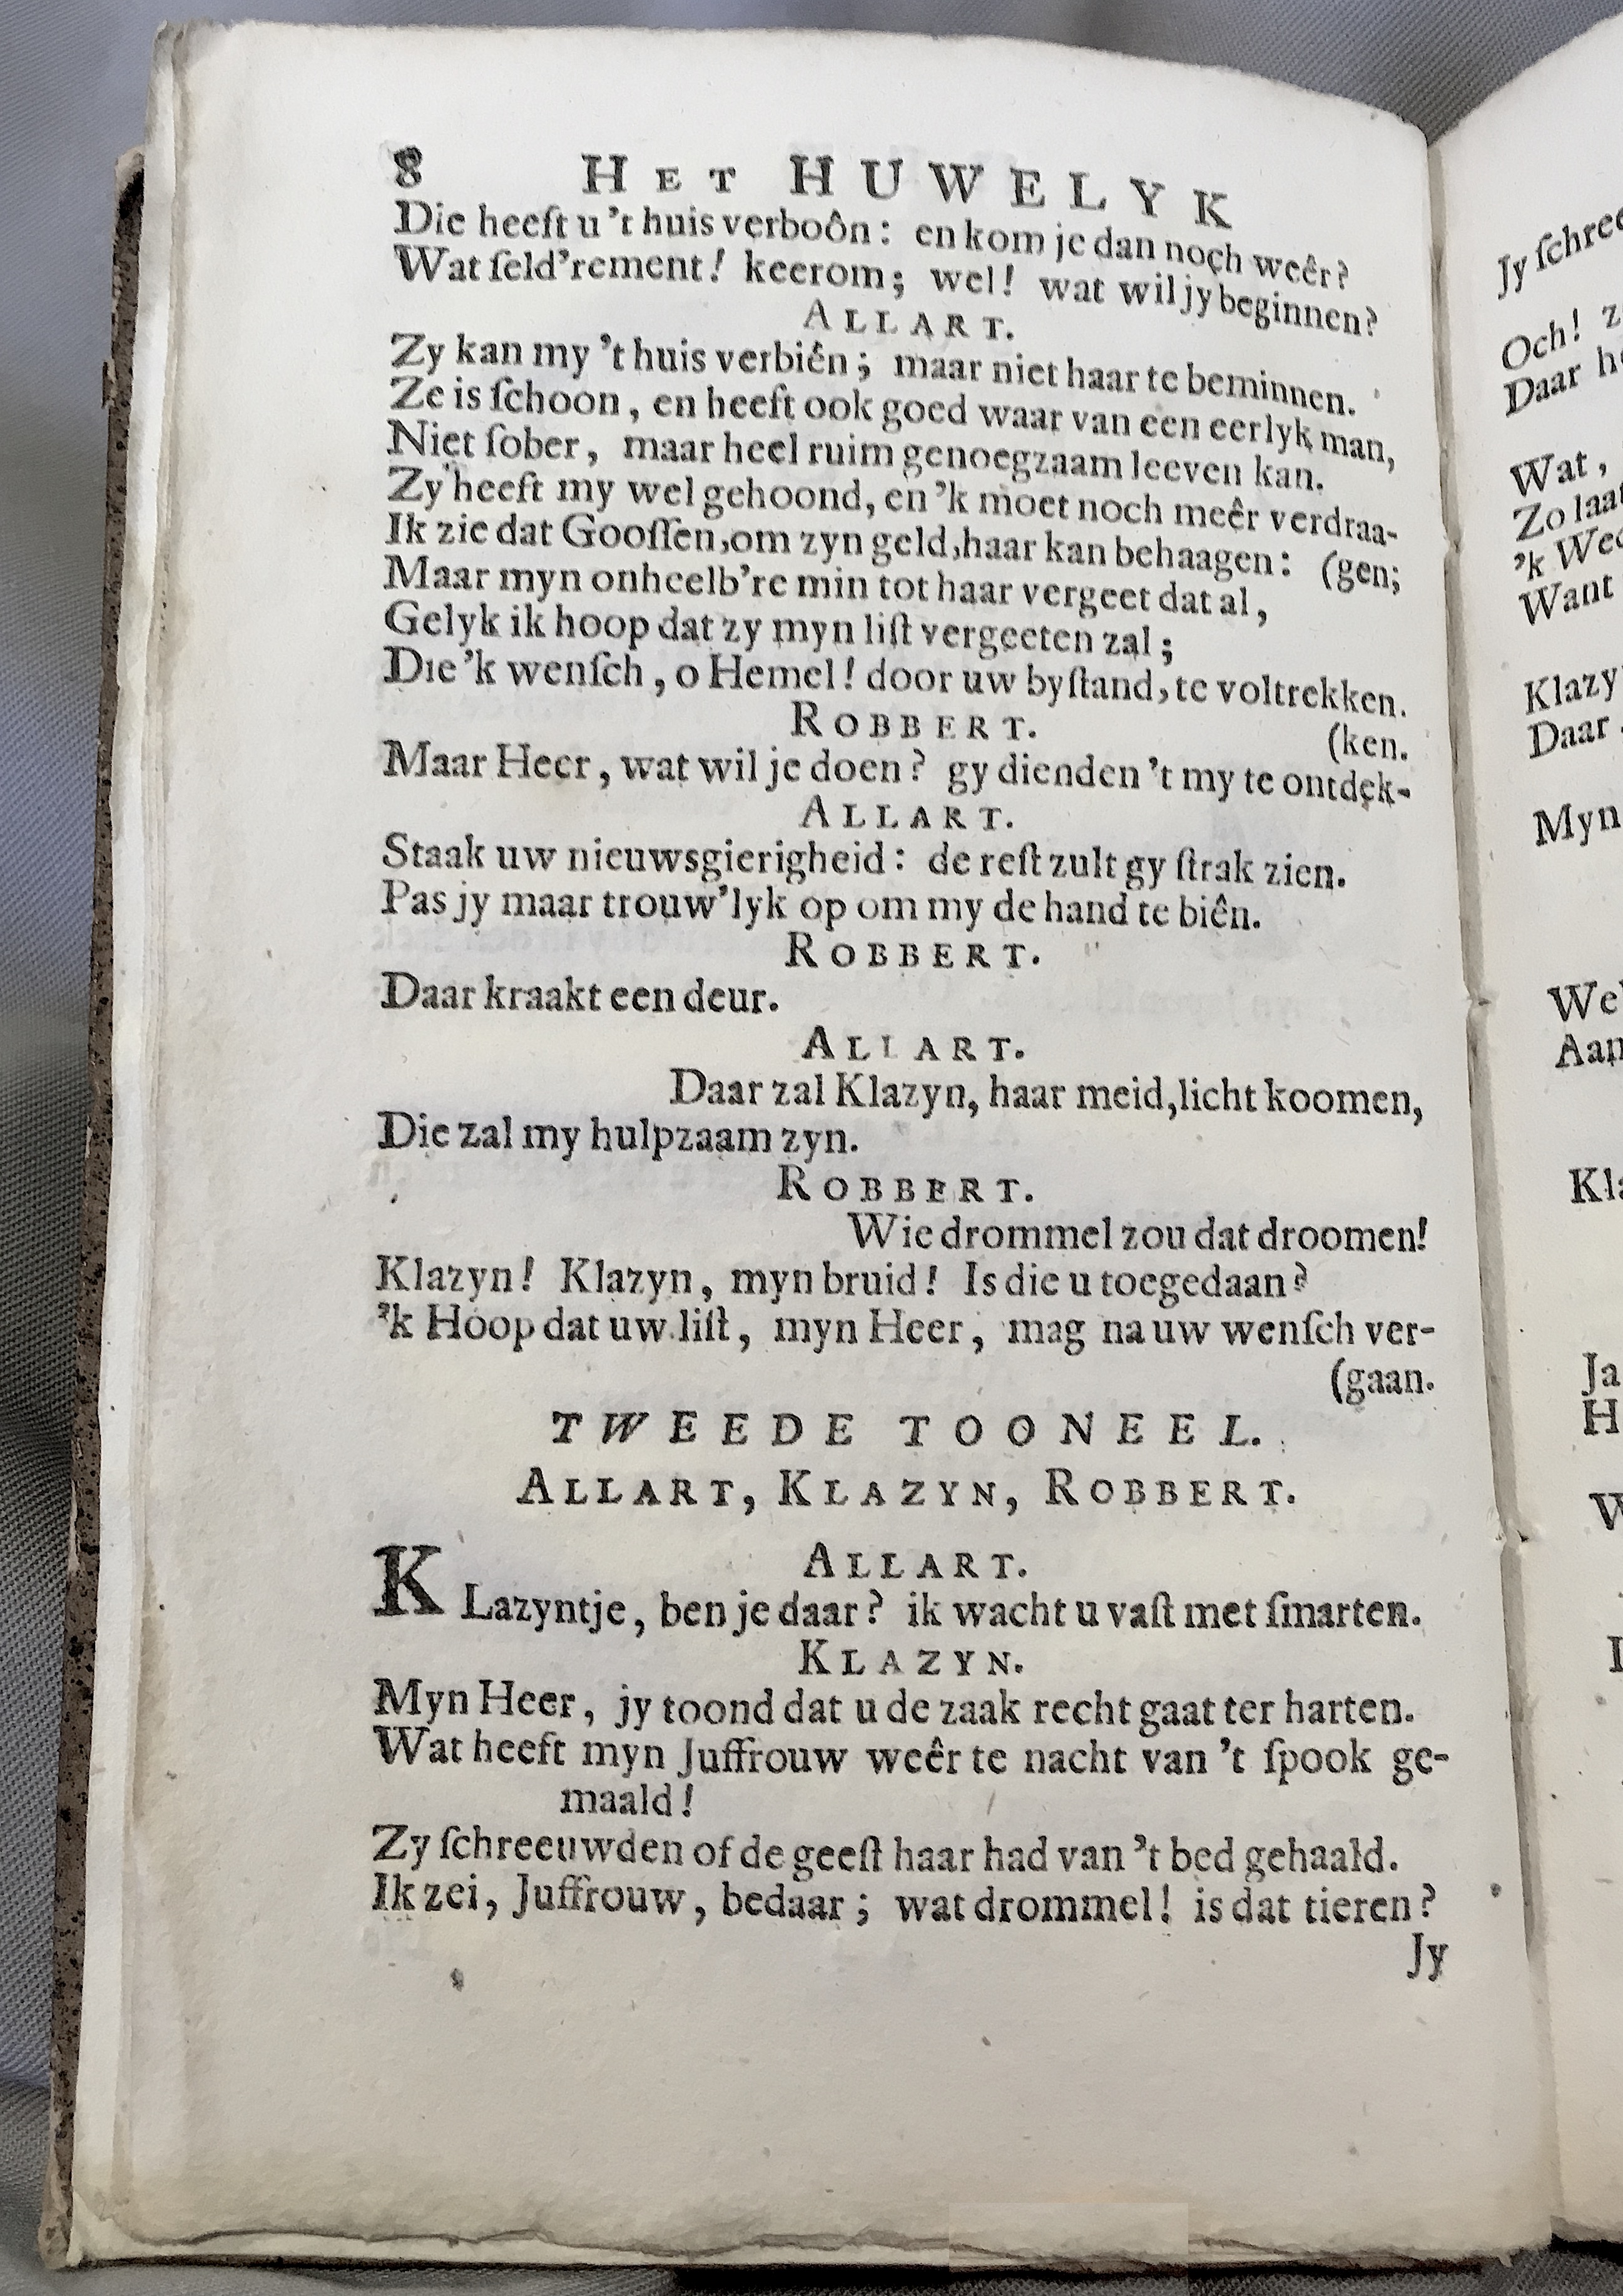 8 HET HUWELYK
Die heeft u 't huis verboôn: en kom je dan noch weêr?
Wat ſeld'rement! keerom; wel! wat wil jy beginnen?
ALLART.
Zy kan my 't huis verbiên; maar niet haar te beminnen.
Ze is ſchoon, en heeft ook goed waar van een eerlyk man,
Niet ſober, maar heel ruim genoegzaam leeven kan.
Zy heeft my wel gehoond, en 'k moet noch meêr verdraa-
Ik zie dat Gooſſen, om zyn geld, haar kan behaagen: (gen;
Maar myn onheelb're min tot haar vergeet dat al,
Gelyk ik hoop dat zy myn liſt vergeeten zal;
Die 'k wenſch, o Hemel! door uw byſtand, te voltrekken.
ROBBERT. (ken.
Maar Heer, wat wil je doen? gy dienden 't my te ontdek-
ALLART.
Staak uw nieuwsgierigheid: de reſt zult gy ſtrak zien.
Pas jy maar trouw'lyk op om my de hand te biên.
ROBBERT.
Daar kraakt een deur.
ALLART.
Daar zal Klazyn, haar meid, licht koomen,
Die zal my hulpzaam zyn.
ROBBERT.
Wie drommel zou dat droomen!
Klazyn! Klazyn, myn bruid! Is die u toegedaan?
'k Hoop dat uw liſt, myn Heer, mag na uw wenſch ver-
(gaan.
TWEEDE TOONEEL.
ALLART, KLAZYN, ROBBERT.
ALLART.
KLazyntje, ben je daar? ik wacht u vaſt met ſmarten.
KLAZYN.
Myn Heer, jy toond dat u de zaak recht gaat ter harten.
Wat heeft myn Juffrouw weêr te nacht van 't ſpook ge-
maald!
Zy ſchreeuwden of de geeſt haar had van 't bed gehaald.
Ik zei, Juffrouw, bedaar; wat drommel! is dat tieren?
Jy
Jy
Och!
Daar
Wat,
Zo
'k
Want
Daar